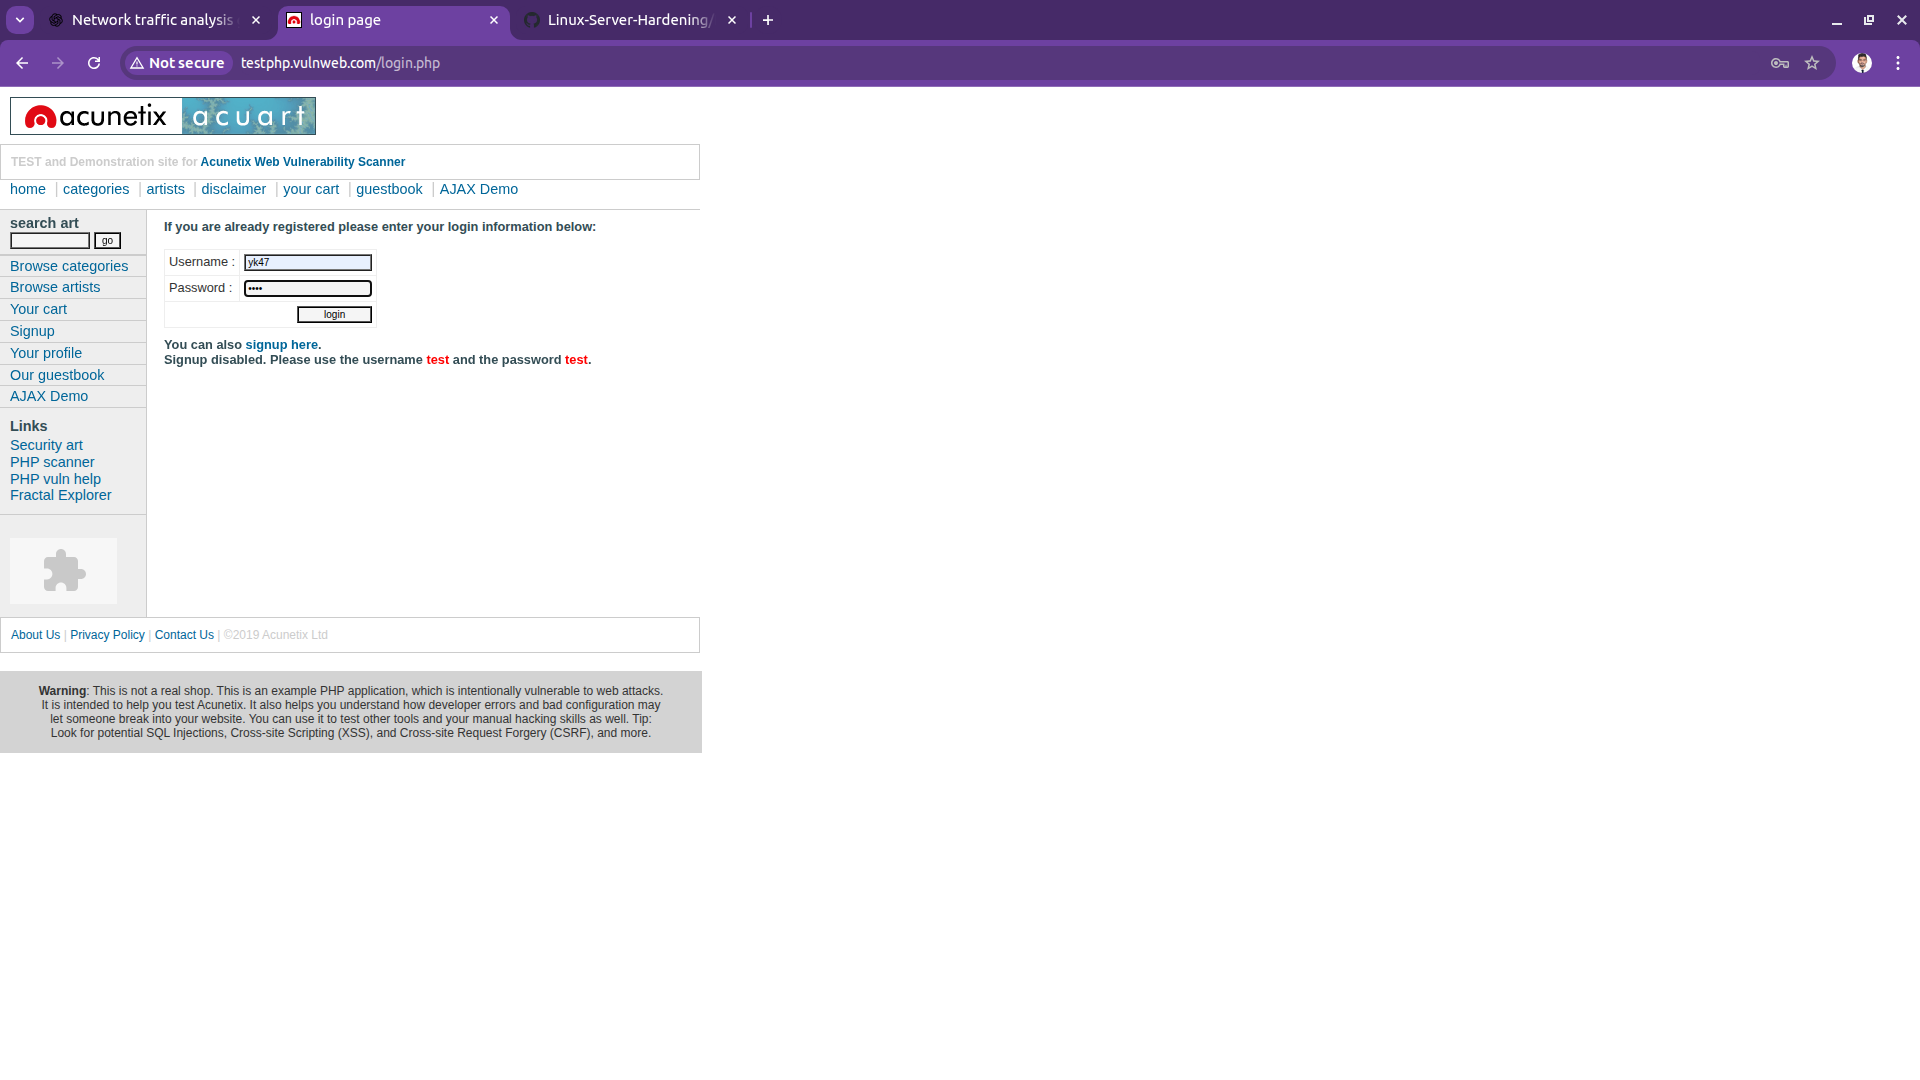 Network traffic analysis
login page
Linux-Server-Hardening/
Not secure
testphp.vulnweb.com/login.php
acunetix acuart
TEST and Demonstration site for Acunetix Web Vulnerability Scanner
home | categories | artists | disclaimer | your cart | guestbook | AJAX Demo
search art
go
Browse categories
Browse artists
Your cart
Signup
Your profile
Our guestbook
AJAX Demo
Links
Security art
PHP scanner
PHP vuln help
Fractal Explorer
If you are already registered please enter your login information below:
Username : yk47
Password : ••••
login
You can also signup here.
Signup disabled. Please use the username test and the password test.
About Us | Privacy Policy | Contact Us | ©2019 Acunetix Ltd
Warning: This is not a real shop. This is an example PHP application, which is intentionally vulnerable to web attacks.
It is intended to help you test Acunetix. It also helps you understand how developer errors and bad configuration may
let someone break into your website. You can use it to test other tools and your manual hacking skills as well. Tip:
Look for potential SQL Injections, Cross-site Scripting (XSS), and Cross-site Request Forgery (CSRF), and more.